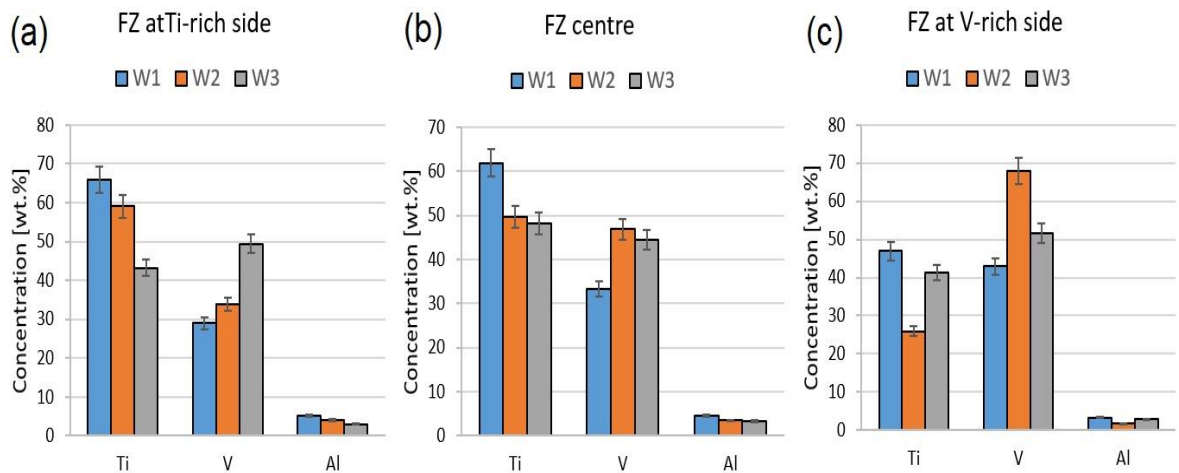 (a) FZ atTi-rich side
W1 W2 W3
80
70
60
50
40
30
20
10
0
Concentration [wt.%]
Ti V Al
(b) FZ centre
W1 W2 W3
70
60
50
40
30
20
10
0
Concentration [wt.%]
Ti V Al
(c) FZ at V-rich side
W1 W2 W3
80
70
60
50
40
30
20
10
0
Concentration [wt.%]
Ti V Al